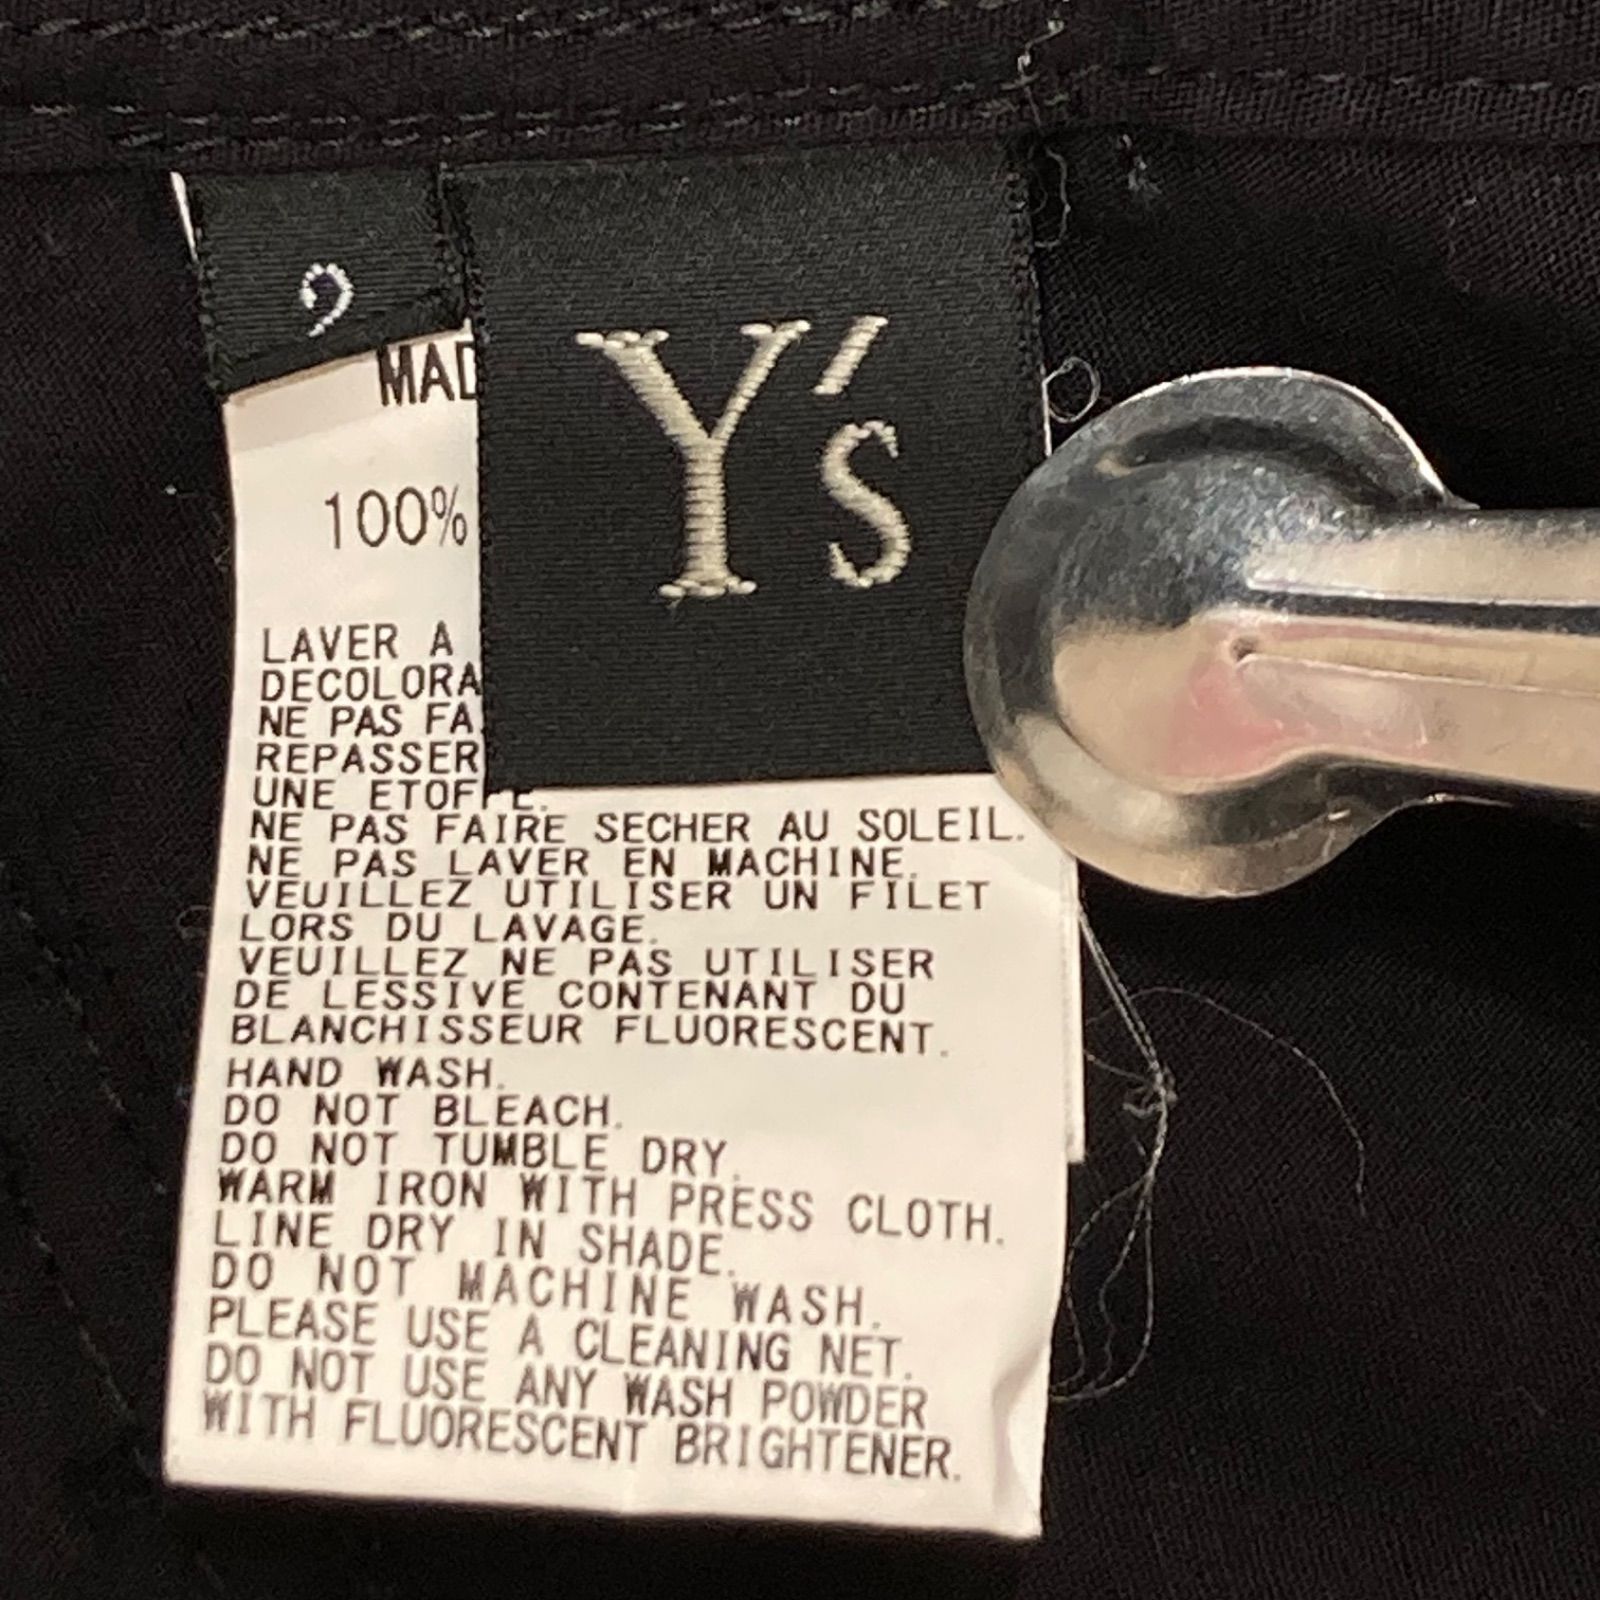 Y's
MAD
100%
LAVER A
DECOLORA
NE PAS FA
REPASSER
UNE ETOFFE.
NE PAS FAIRE SECHER AU SOLEIL.
NE PAS LAVER EN MACHINE.
VEUILLEZ UTILISER UN FILET
LORS DU LAVAGE.
VEUILLEZ NE PAS UTILISER
DE LESSIVE CONTENANT DU
BLANCHISSEUR FLUORESCENT.
HAND WASH.
DO NOT BLEACH.
DO NOT TUMBLE DRY.
WARM IRON WITH PRESS CLOTH.
LINE DRY IN SHADE.
DO NOT MACHINE WASH.
PLEASE USE A CLEANING NET.
DO NOT USE ANY WASH POWDER
WITH FLUORESCENT BRIGHTENER.